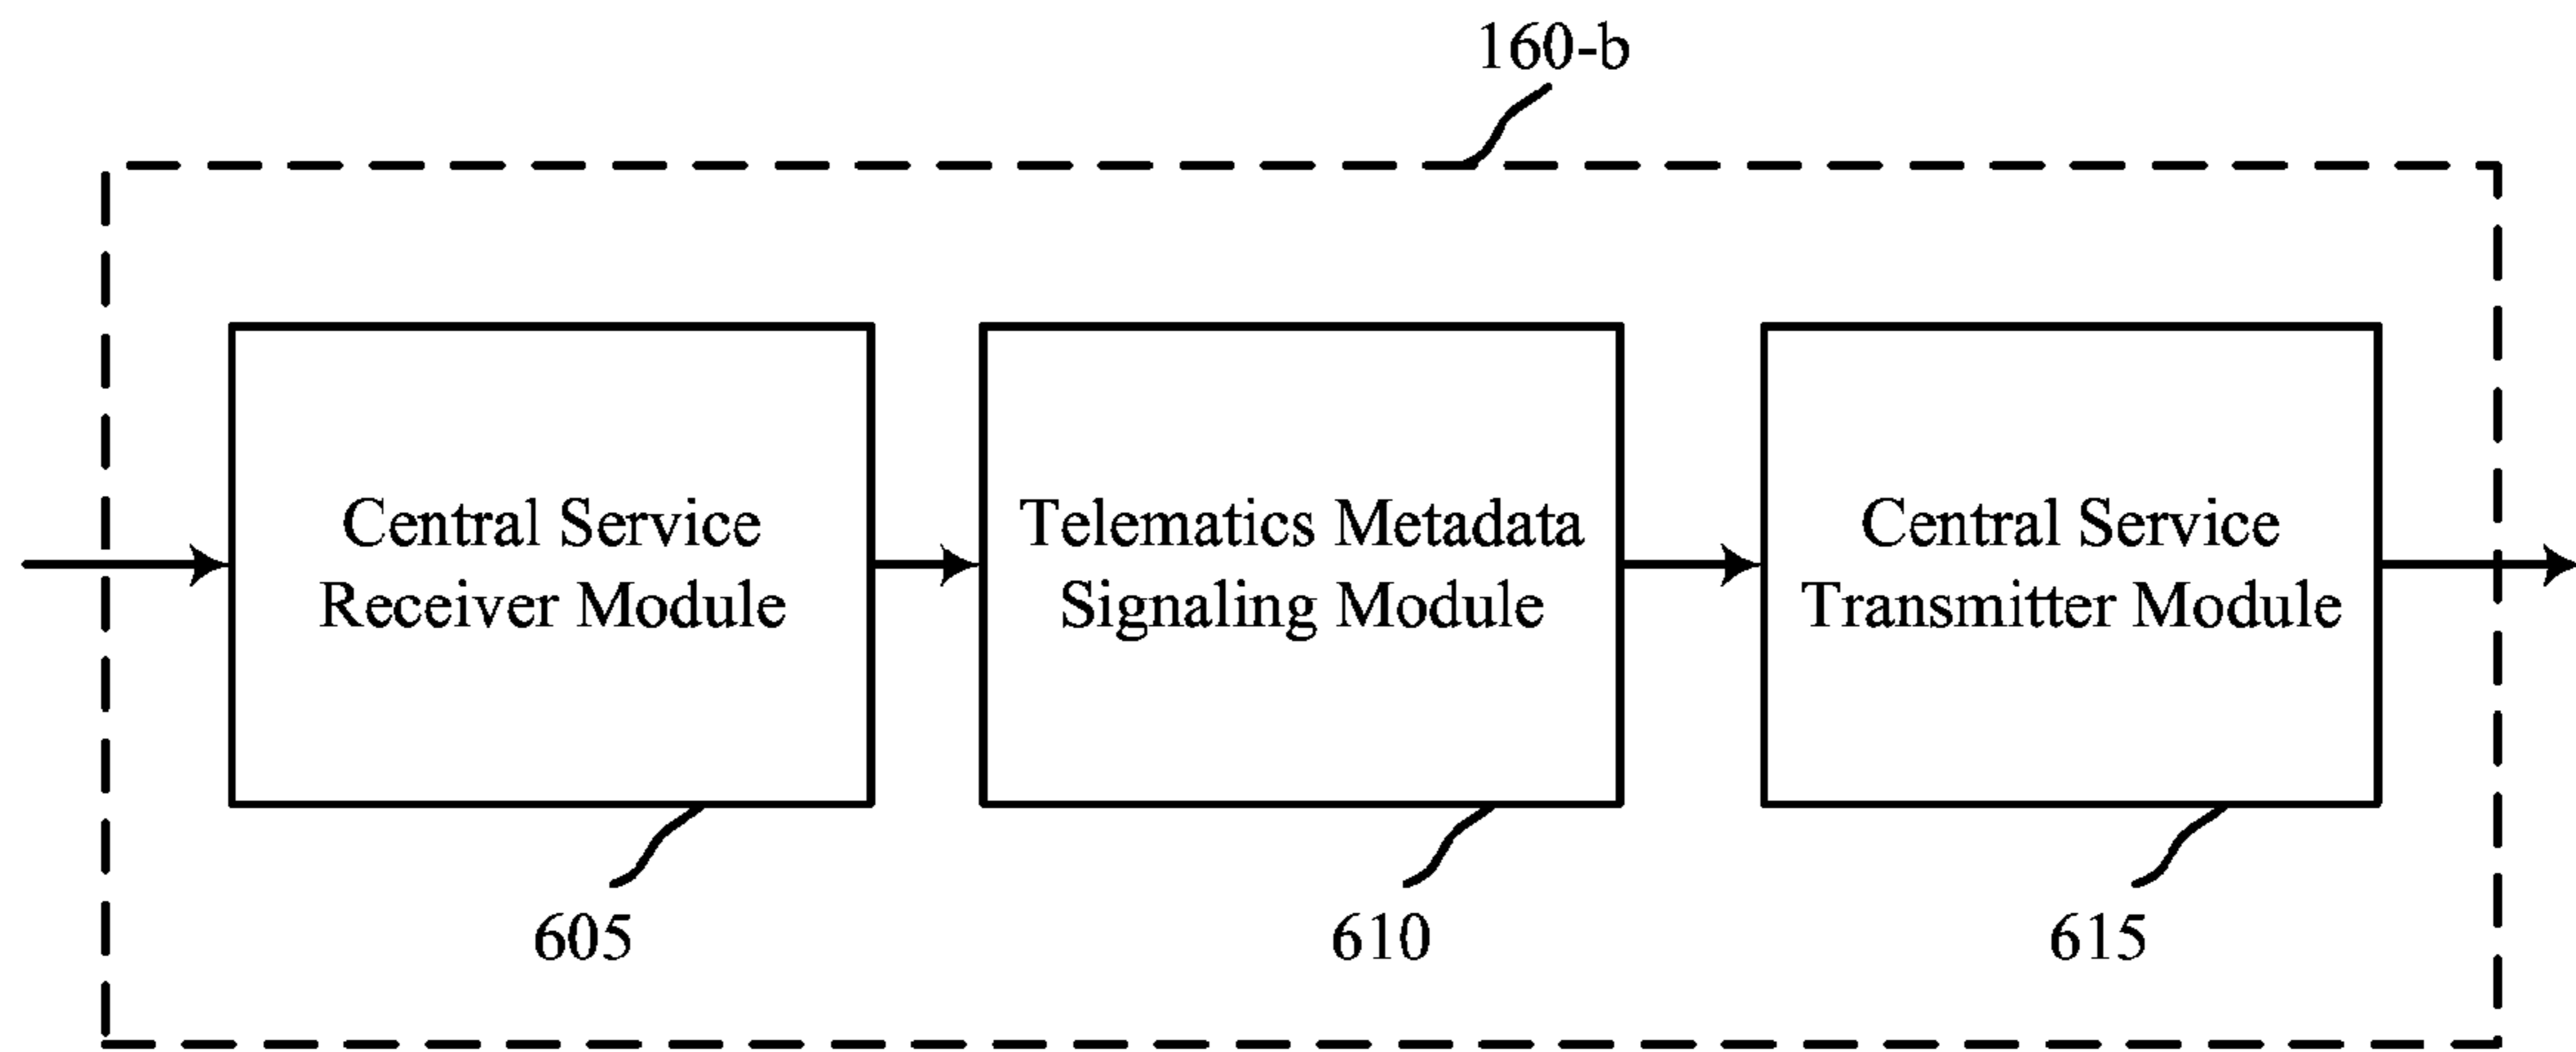 160-b
Central Service
Receiver Module
Telematics Metadata
Signaling Module
Central Service
Transmitter Module
605
610
615